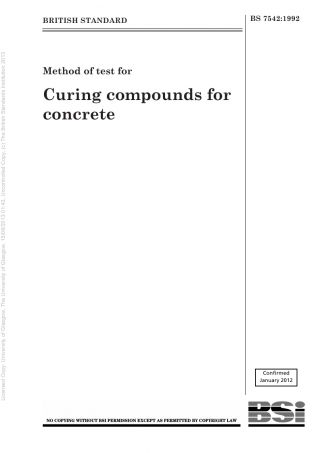 BRITISH STANDARD
BS 7542:1992
Method of test for
Curing compounds for
concrete
Licensed Copy: University of Glasgow, The University of Glasgow, 13/09/2013 01:43, Uncontrolled Copy, (c) The British Standards Institution 2013
Confirmed
January 2012
NO COPYING WITHOUT BSI PERMISSION EXCEPT AS PERMITTED BY COPYRIGHT LAW
BSi